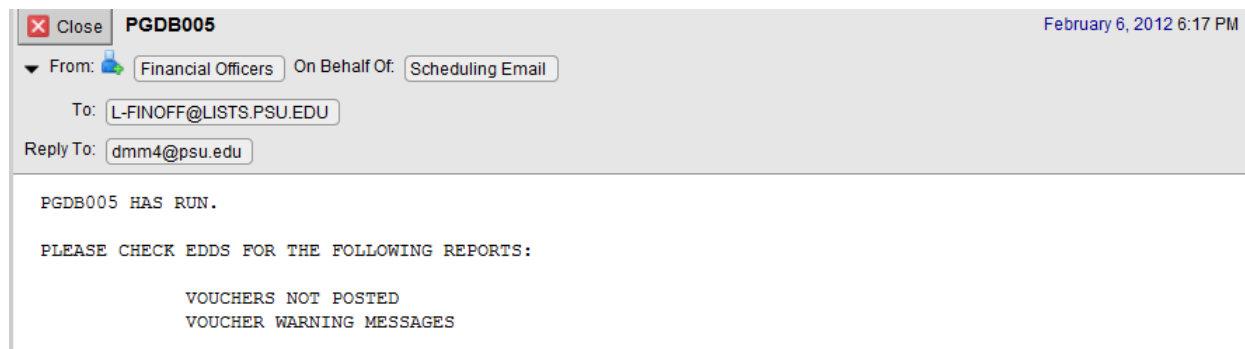 Close PGDB005 February 6, 2012 6:17 PM
From: Financial Officers On Behalf Of: Scheduling Email
To: L-FINOFF@LISTS.PSU.EDU
Reply To: dmm4@psu.edu
PGDB005 HAS RUN.
PLEASE CHECK EDDS FOR THE FOLLOWING REPORTS:
VOUCHERS NOT POSTED
VOUCHER WARNING MESSAGES